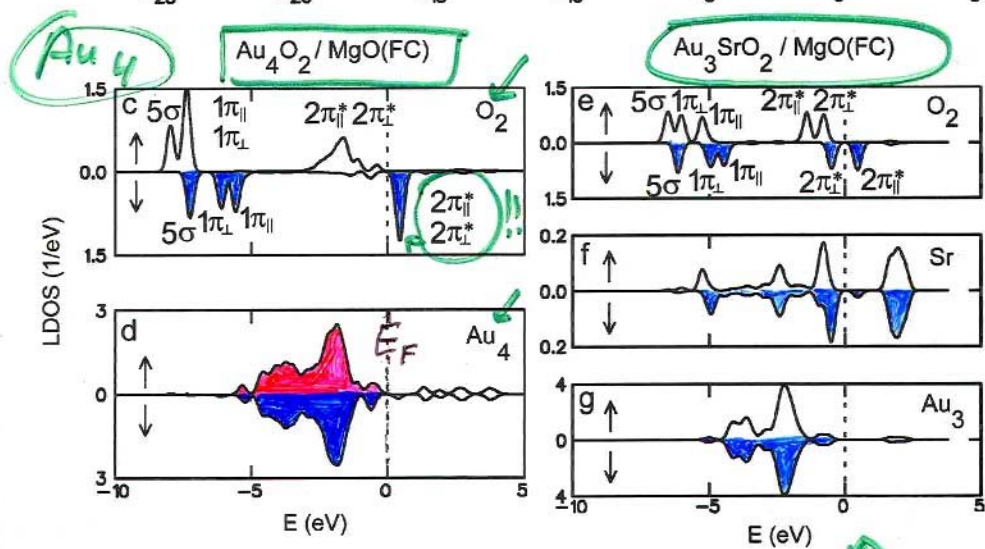 Au4
Au4O2 / MgO(FC)
Au3SrO2 / MgO(FC)
LDOS (1/eV)
1.5
0.0
1.5
c
5σ
1π∥
1π⊥
2π∥* 2π⊥*
O2
5σ
1π⊥
1π∥
2π∥*
2π⊥*
!!
3
0
3
d
EF
Au4
-10
-5
0
5
E (eV)
1.5
0.0
1.5
e
5σ 1π⊥ 1π∥
2π∥* 2π⊥*
O2
5σ 1π⊥ 1π∥
2π⊥* 2π∥*
0.2
0.0
0.2
f
Sr
4
0
4
g
Au3
-10
-5
0
5
E (eV)